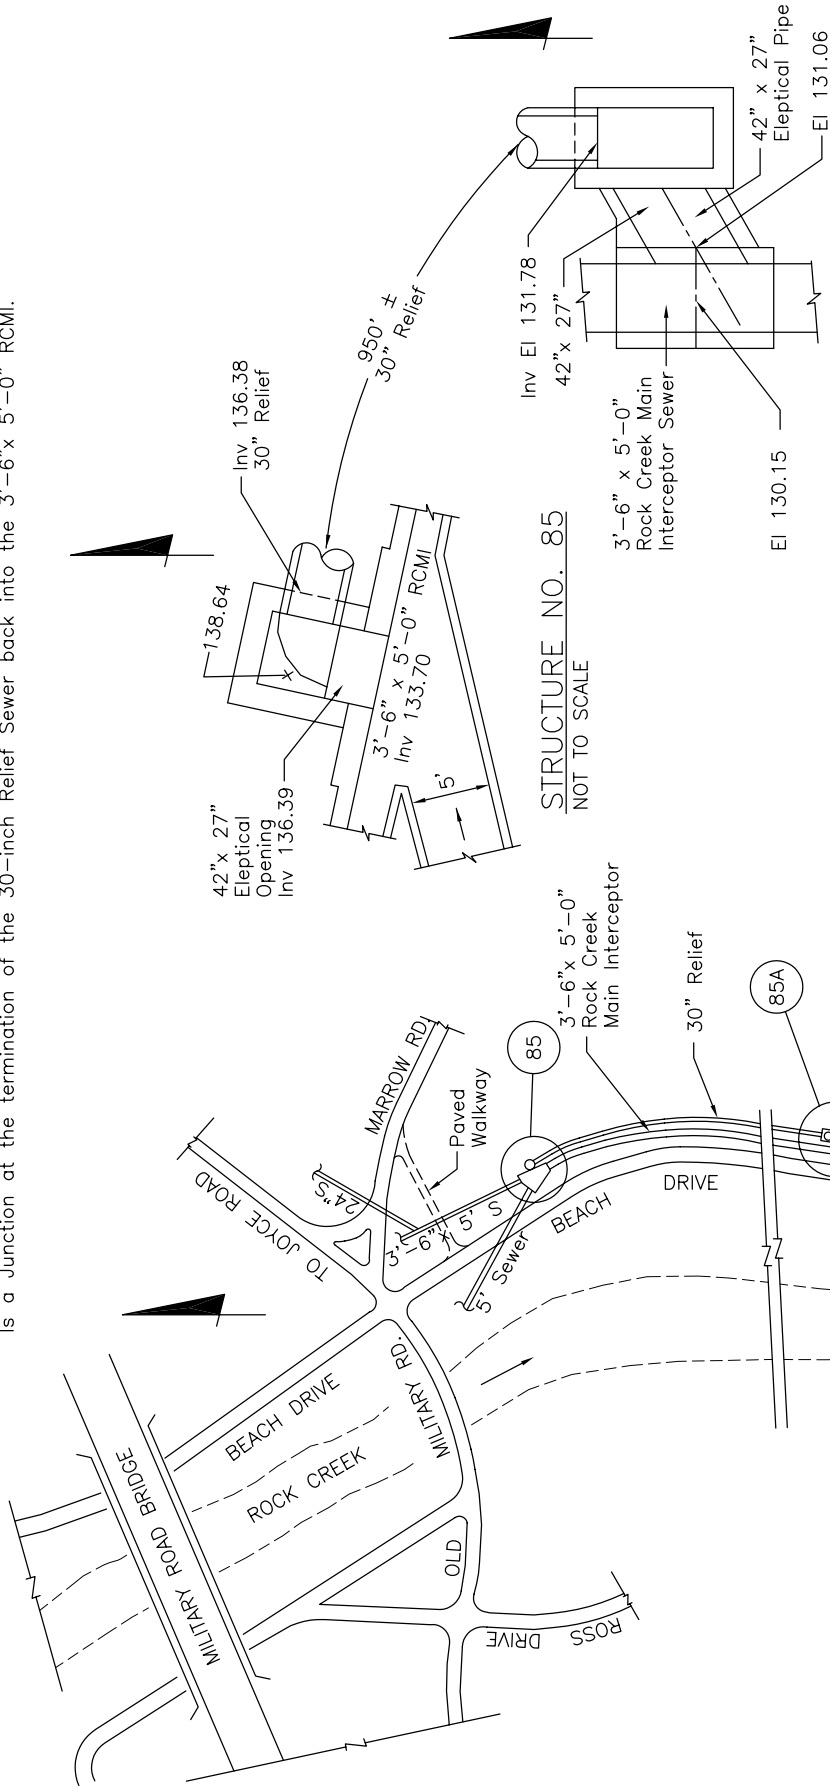 Is a Junction at the termination of the 30-inch Relief Sewer back into the 3'-6"x 5'-0" RCMI.
MILITARY ROAD BRIDGE
BEACH DRIVE
ROCK CREEK
TO JOYCE ROAD
MARROW RD
MILITARY RD.
OLD
ROSS DRIVE
24"S
3'-6" x 5' S
5' Sewer
Paved
Walkway
BEACH
DRIVE
85
3'-6"x 5'-0"
Rock Creek
Main Interceptor
30" Relief
85A
42"x 27"
Eleptical
Opening
Inv 136.39
138.64
Inv 136.38
30" Relief
3'-6" x 5'-0" RCMI
Inv 133.70
5'
950' ±
30" Relief
STRUCTURE NO. 85
NOT TO SCALE
Inv El 131.78
42"x 27"
3'-6" x 5'-0"
Rock Creek Main
Interceptor Sewer
El 130.15
42" x 27"
Eleptical Pipe
El 131.06